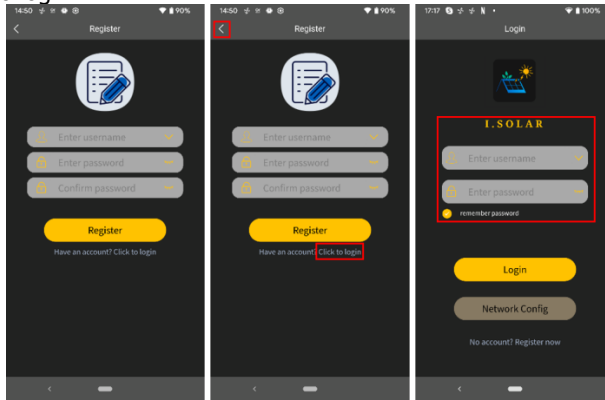 14:50
90%
Register
Enter username
Enter password
Confirm password
Register
Have an account? Click to login
14:50
90%
Register
Enter username
Enter password
Confirm password
Register
Have an account? Click to login
17:17
100%
Login
I.SOLAR
Enter username
Enter password
remember password
Login
Network Config
No account? Register now